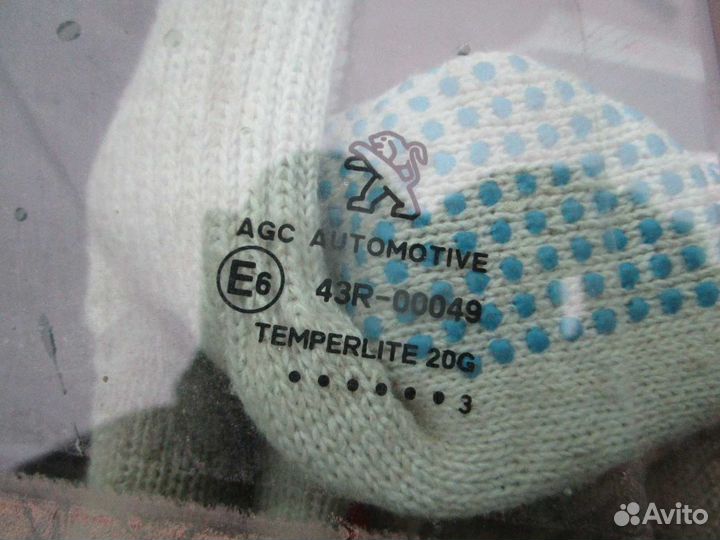 AGC AUTOMOTIVE
E6 43R-00049
TEMPERLITE 20G
• • • • • • 3
Avito